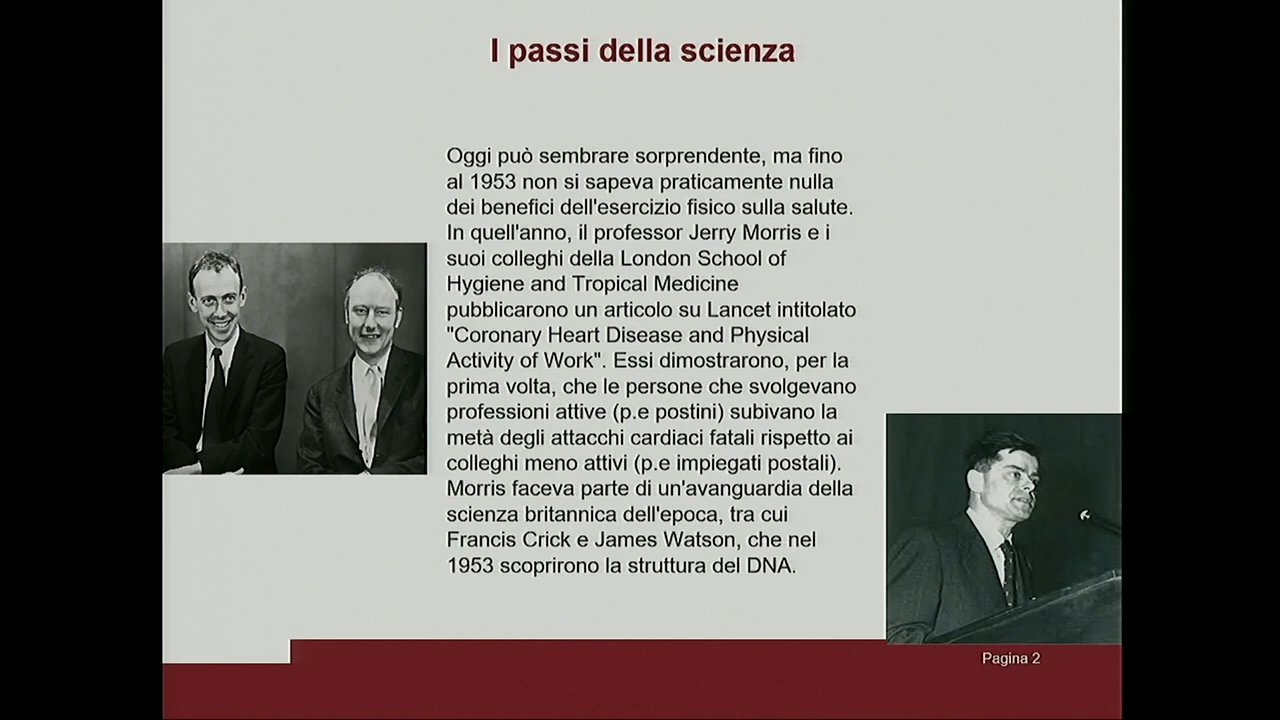 I passi della scienza
Oggi può sembrare sorprendente, ma fino
al 1953 non si sapeva praticamente nulla
dei benefici dell'esercizio fisico sulla salute.
In quell'anno, il professor Jerry Morris e i
suoi colleghi della London School of
Hygiene and Tropical Medicine
pubblicarono un articolo su Lancet intitolato
"Coronary Heart Disease and Physical
Activity of Work". Essi dimostrarono, per la
prima volta, che le persone che svolgevano
professioni attive (p.e postini) subivano la
metà degli attacchi cardiaci fatali rispetto ai
colleghi meno attivi (p.e impiegati postali).
Morris faceva parte di un'avanguardia della
scienza britannica dell'epoca, tra cui
Francis Crick e James Watson, che nel
1953 scoprirono la struttura del DNA.
Pagina 2